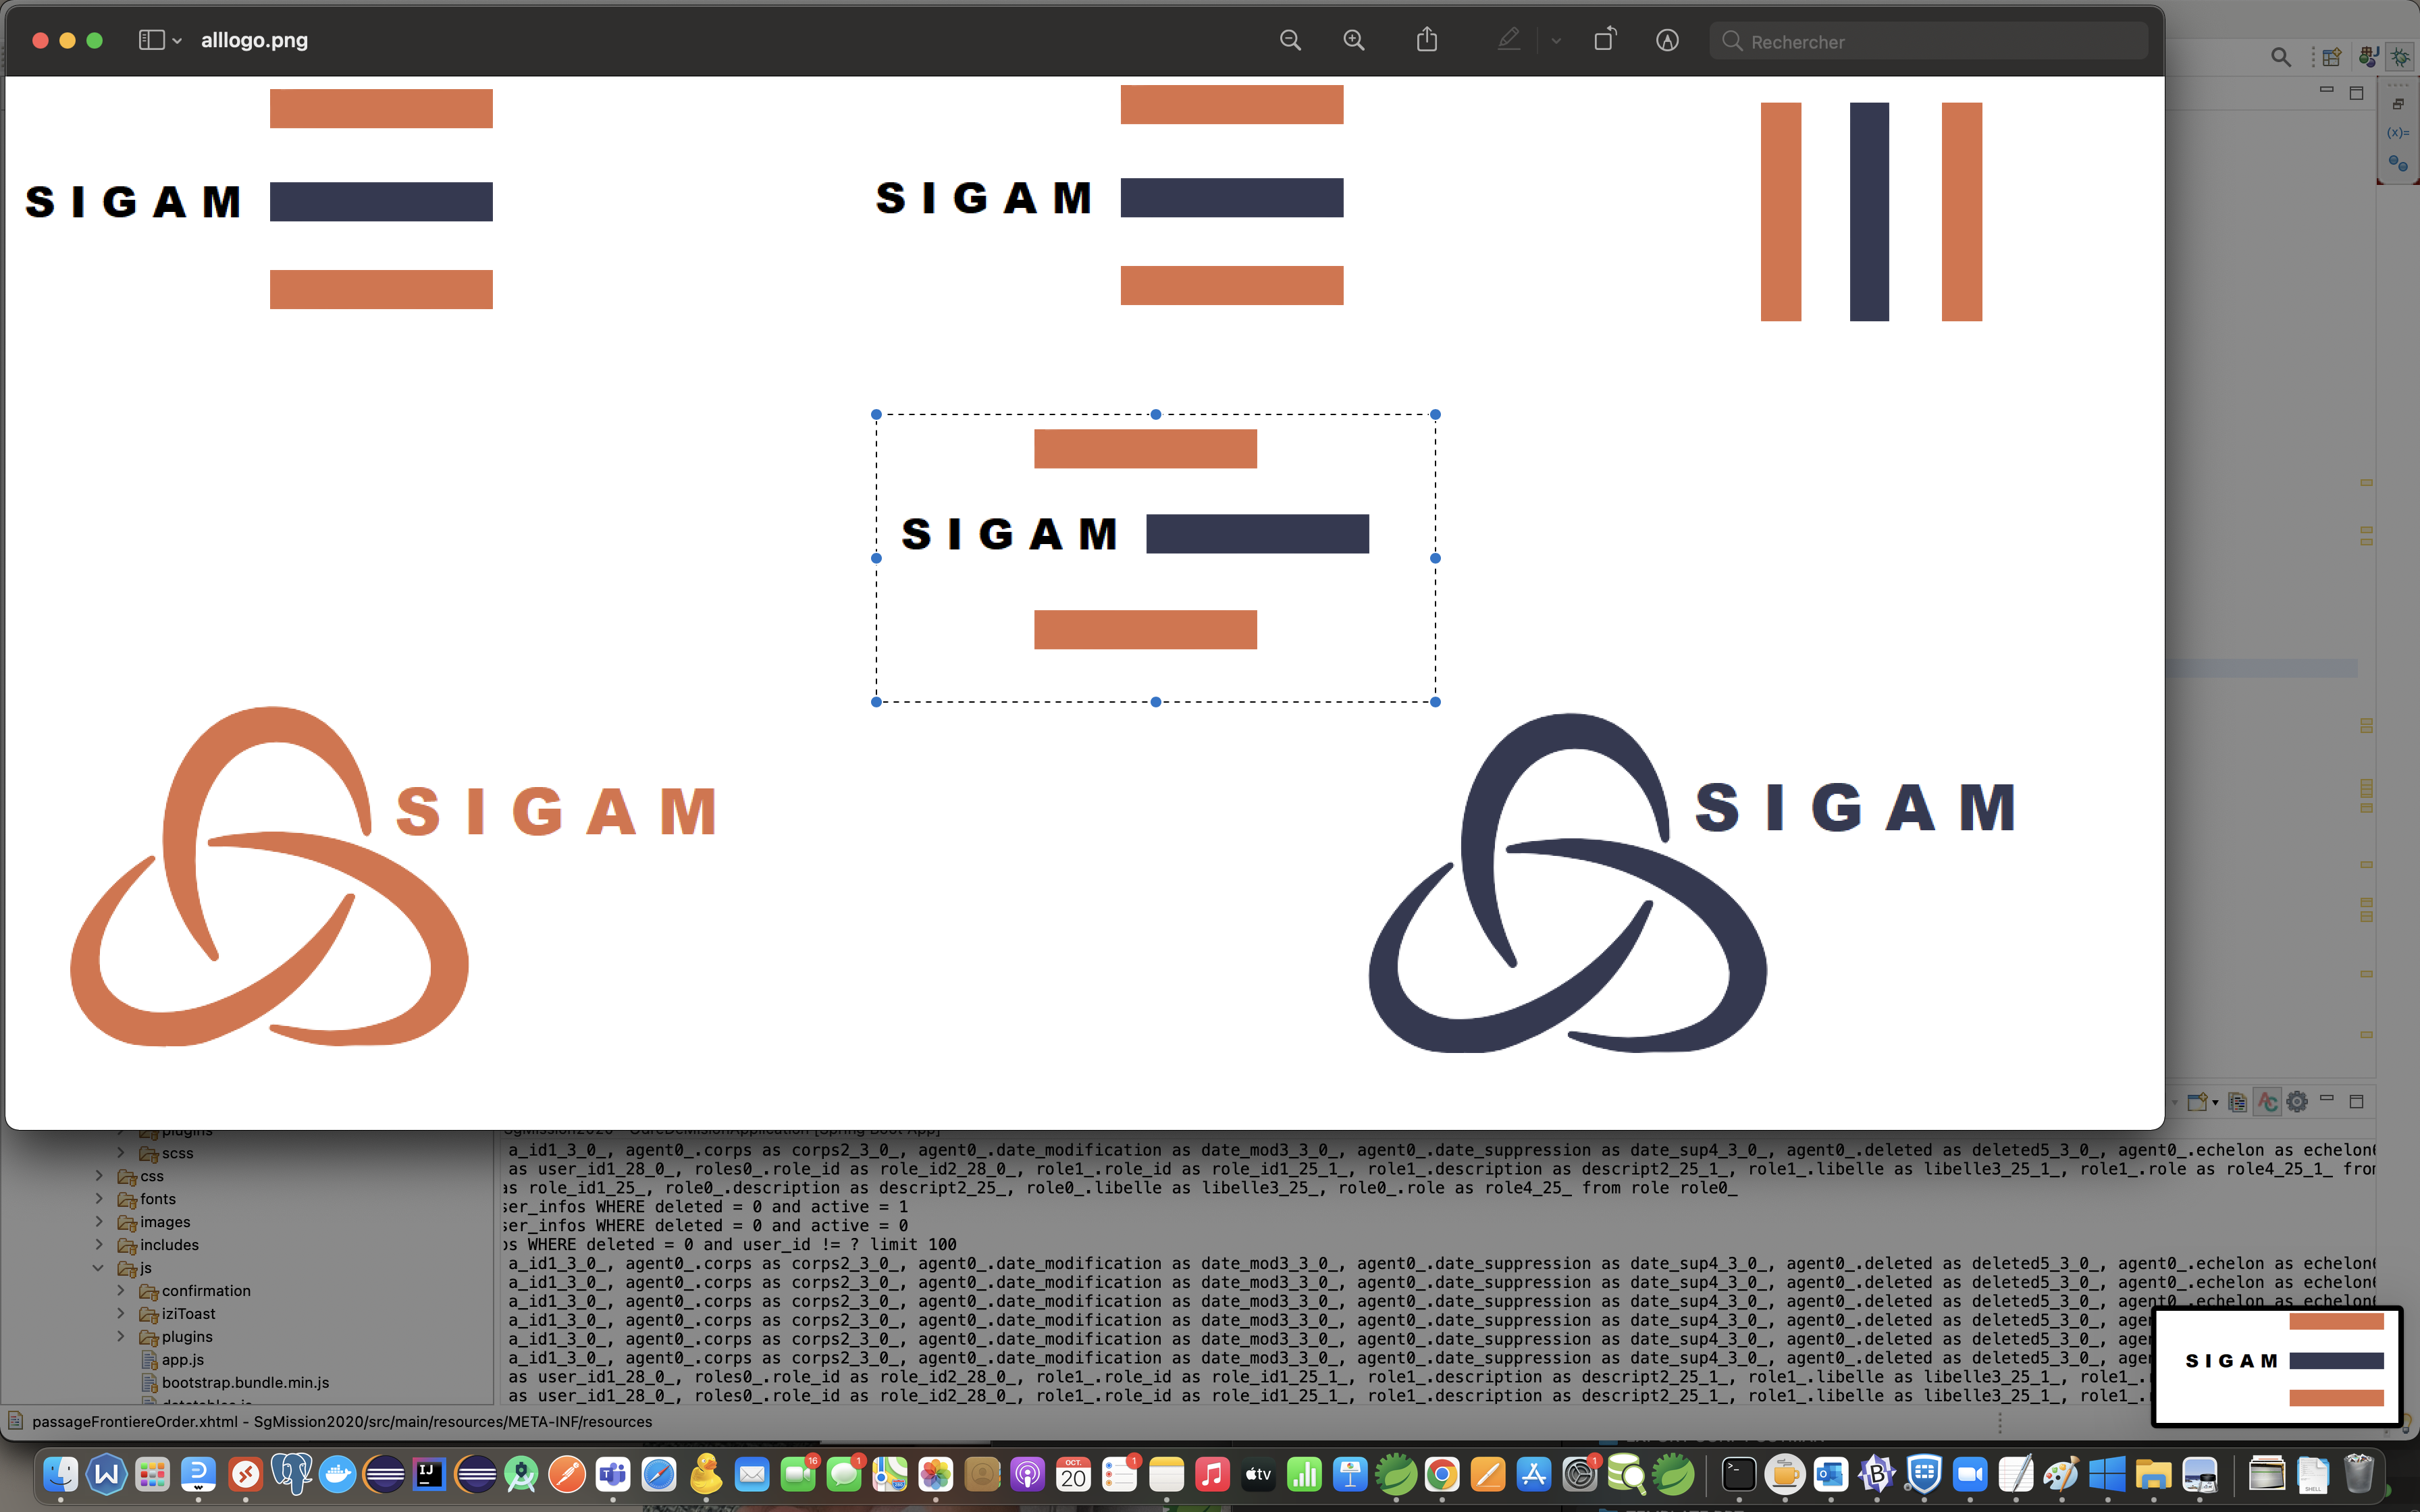 alllogo.png
Rechercher
SIGAM
SIGAM
SIGAM
SIGAM
SIGAM
plugins
scss
css
fonts
images
includes
js
confirmation
iziToast
plugins
app.js
bootstrap.bundle.min.js
a_id1_3_0_, agent0_.corps as corps2_3_0_, agent0_.date_modification as date_mod3_3_0_, agent0_.date_suppression as date_sup4_3_0_, agent0_.deleted as deleted5_3_0_, agent0_.echelon as echelon
as user_id1_28_0_, roles0_.role_id as role_id2_28_0_, role1_.role_id as role_id1_25_1_, role1_.description as descript2_25_1_, role1_.libelle as libelle3_25_1_, role1_.role as role4_25_1_ from
as role_id1_25_, role0_.description as descript2_25_, role0_.libelle as libelle3_25_, role0_.role as role4_25_ from role role0_
ser_infos WHERE deleted = 0 and active = 1
ser_infos WHERE deleted = 0 and active = 0
os WHERE deleted = 0 and user_id != ? limit 100
a_id1_3_0_, agent0_.corps as corps2_3_0_, agent0_.date_modification as date_mod3_3_0_, agent0_.date_suppression as date_sup4_3_0_, agent0_.deleted as deleted5_3_0_, agent0_.echelon as echelon
a_id1_3_0_, agent0_.corps as corps2_3_0_, agent0_.date_modification as date_mod3_3_0_, agent0_.date_suppression as date_sup4_3_0_, agent0_.deleted as deleted5_3_0_, agent0_.echelon as echelon
a_id1_3_0_, agent0_.corps as corps2_3_0_, agent0_.date_modification as date_mod3_3_0_, agent0_.date_suppression as date_sup4_3_0_, agent0_.deleted as deleted5_3_0_, agent0_.echelon as echelon
a_id1_3_0_, agent0_.corps as corps2_3_0_, agent0_.date_modification as date_mod3_3_0_, agent0_.date_suppression as date_sup4_3_0_, agent0_.deleted as deleted5_3_0_, age
a_id1_3_0_, agent0_.corps as corps2_3_0_, agent0_.date_modification as date_mod3_3_0_, agent0_.date_suppression as date_sup4_3_0_, agent0_.deleted as deleted5_3_0_, age
a_id1_3_0_, agent0_.corps as corps2_3_0_, agent0_.date_modification as date_mod3_3_0_, agent0_.date_suppression as date_sup4_3_0_, agent0_.deleted as deleted5_3_0_, age
as user_id1_28_0_, roles0_.role_id as role_id2_28_0_, role1_.role_id as role_id1_25_1_, role1_.description as descript2_25_1_, role1_.libelle as libelle3_25_1_, role1_.
as user_id1_28_0_, roles0_.role_id as role_id2_28_0_, role1_.role_id as role_id1_25_1_, role1_.description as descript2_25_1_, role1_.libelle as libelle3_25_1_, role1_.
SIGAM
passageFrontiereOrder.xhtml - SgMission2020/src/main/resources/META-INF/resources
OCT.
20
16
1
1
1
tv
IJ
SHELL